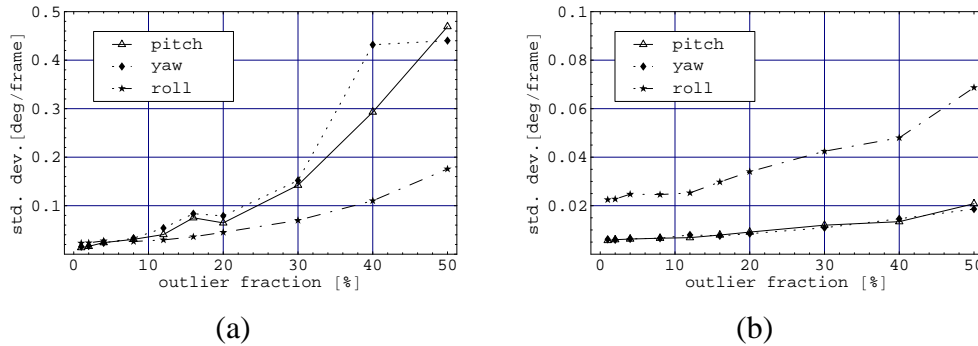 0.5
0.4
0.3
0.2
0.1
std. dev.[deg/frame]
pitch
yaw
roll
0 10 20 30 40 50
outlier fraction [%]
(a)
0.1
0.08
0.06
0.04
0.02
std. dev.[deg/frame]
pitch
yaw
roll
0 10 20 30 40 50
outlier fraction [%]
(b)